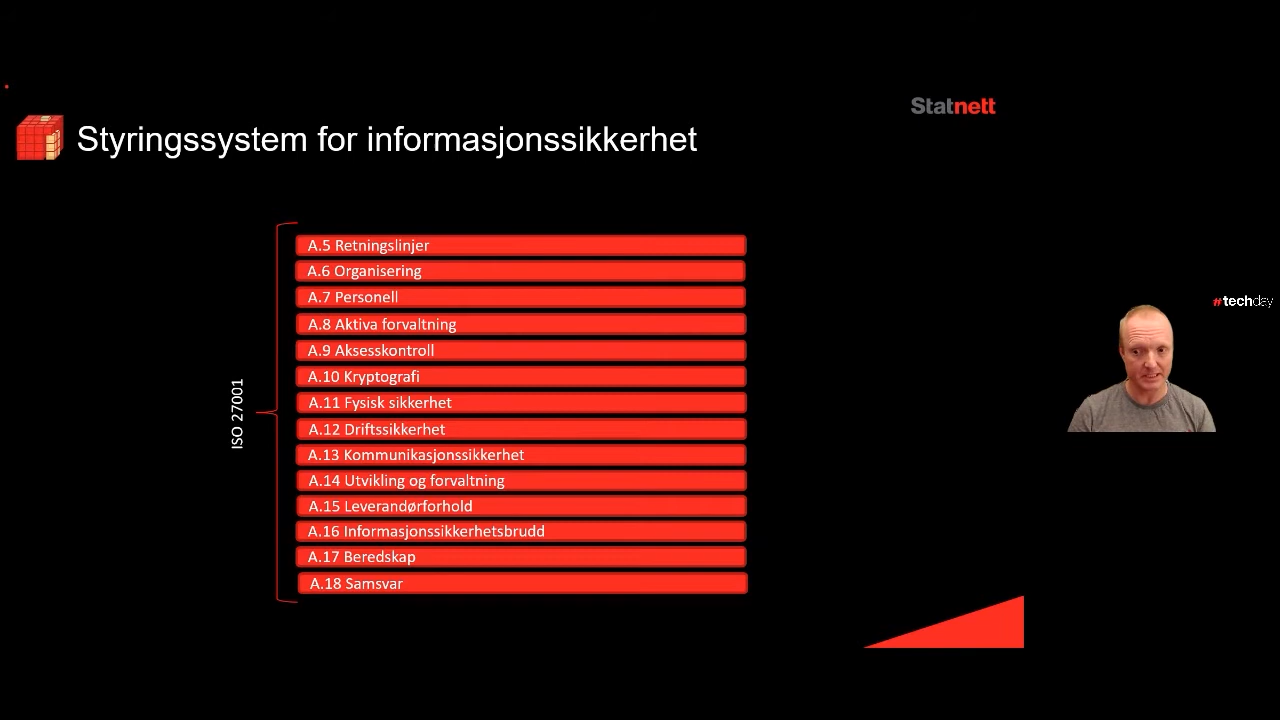 Statnett
Styringssystem for informasjonssikkerhet
ISO 27001
A.5 Retningslinjer
A.6 Organisering
A.7 Personell
A.8 Aktiva forvaltning
A.9 Aksesskontroll
A.10 Kryptografi
A.11 Fysisk sikkerhet
A.12 Driftssikkerhet
A.13 Kommunikasjonssikkerhet
A.14 Utvikling og forvaltning
A.15 Leverandørforhold
A.16 Informasjonssikkerhetsbrudd
A.17 Beredskap
A.18 Samsvar
#techday